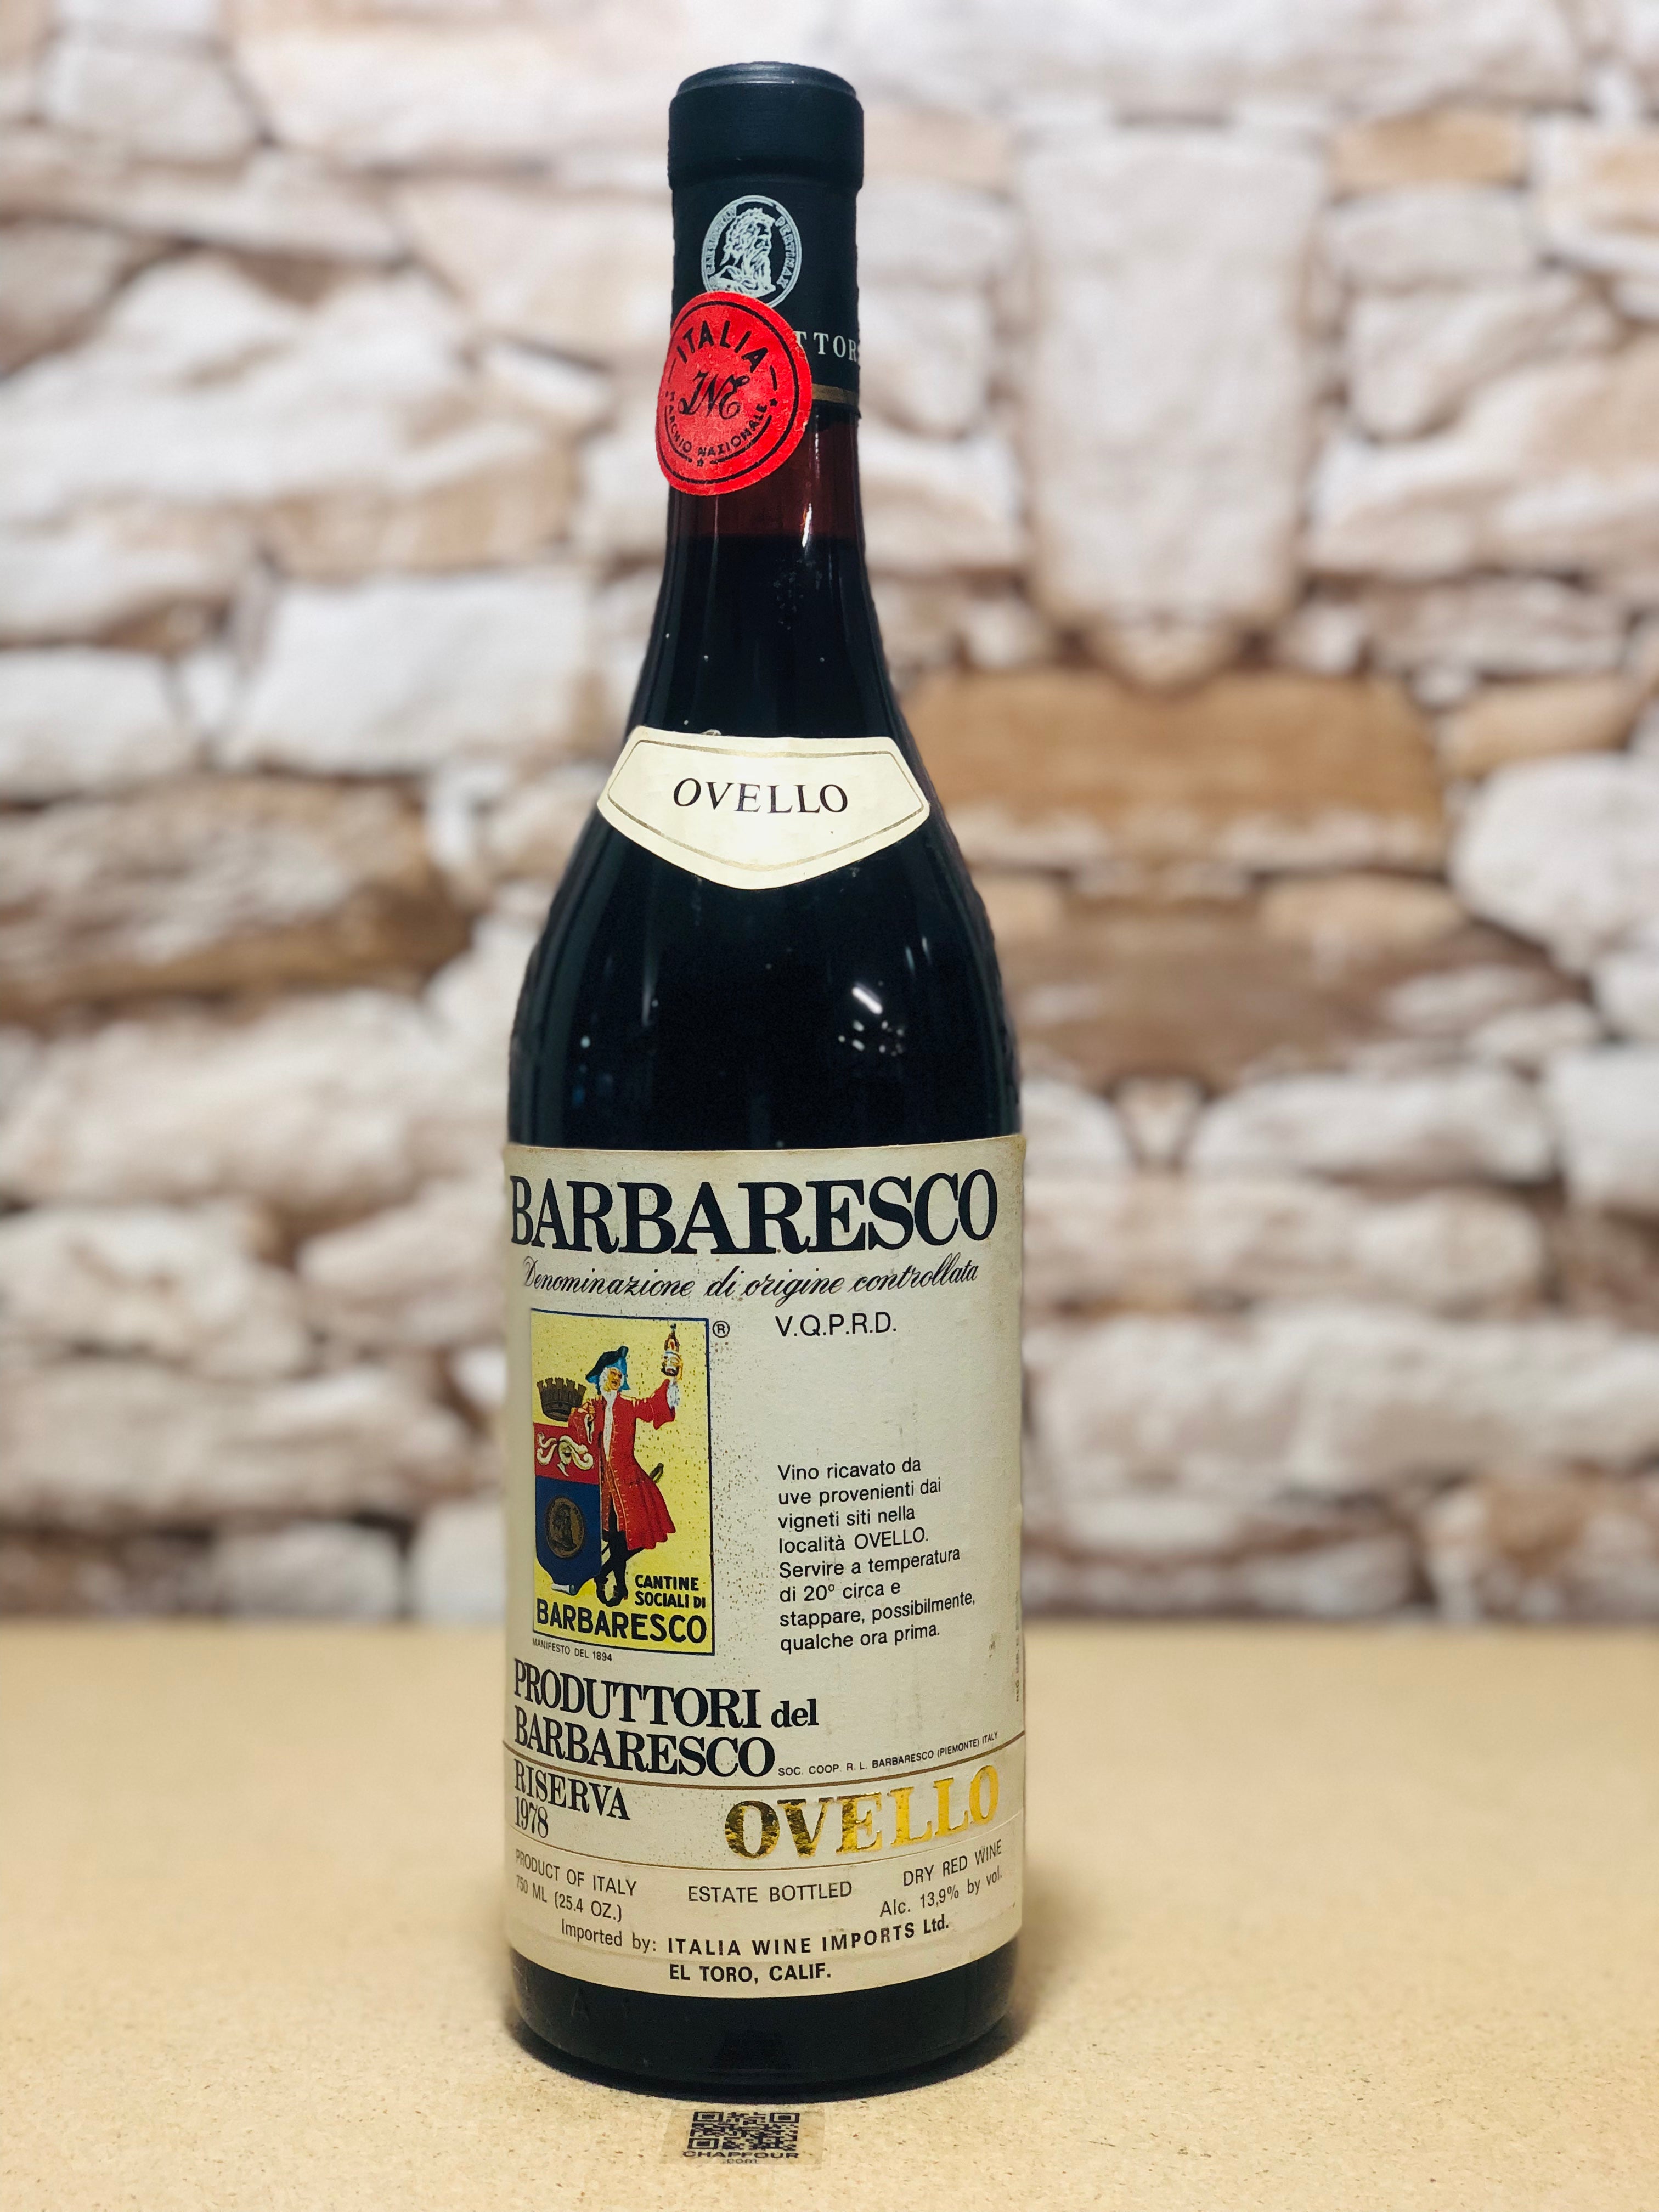 PERTINAX
TTOR
ITALIA
INE
MARCHIO NAZIONALE
OVELLO
BARBARESCO
Denominazione di origine controllata
®
V.Q.P.R.D.
Vino ricavato da
uve provenienti dai
vigneti siti nella
località OVELLO.
Servire a temperatura
di 20° circa e
stappare, possibilmente,
qualche ora prima.
CANTINE
SOCIALI DI
BARBARESCO
MANIFESTO DEL 1894
PRODUTTORI del
BARBARESCO
SOC. COOP. R. L. BARBARESCO (PIEMONTE) ITALY
RISERVA
1978
OVELLO
PRODUCT OF ITALY
750 ML (25.4 OZ.)
ESTATE BOTTLED
DRY RED WINE
Alc. 13,9% by vol.
Imported by: ITALIA WINE IMPORTS Ltd.
EL TORO, CALIF.
CHAPFOUR
.com